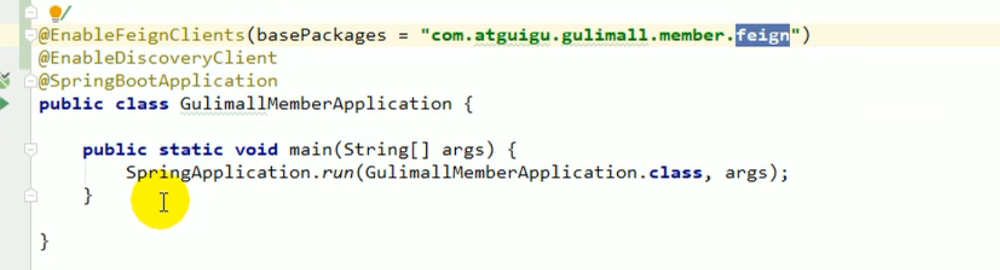 @EnableFeignClients(basePackages = "com.atguigu.gulimall.member.feign")
@EnableDiscoveryClient
@SpringBootApplication
public class GulimallMemberApplication {
public static void main(String[] args) {
SpringApplication.run(GulimallMemberApplication.class, args);
}
}